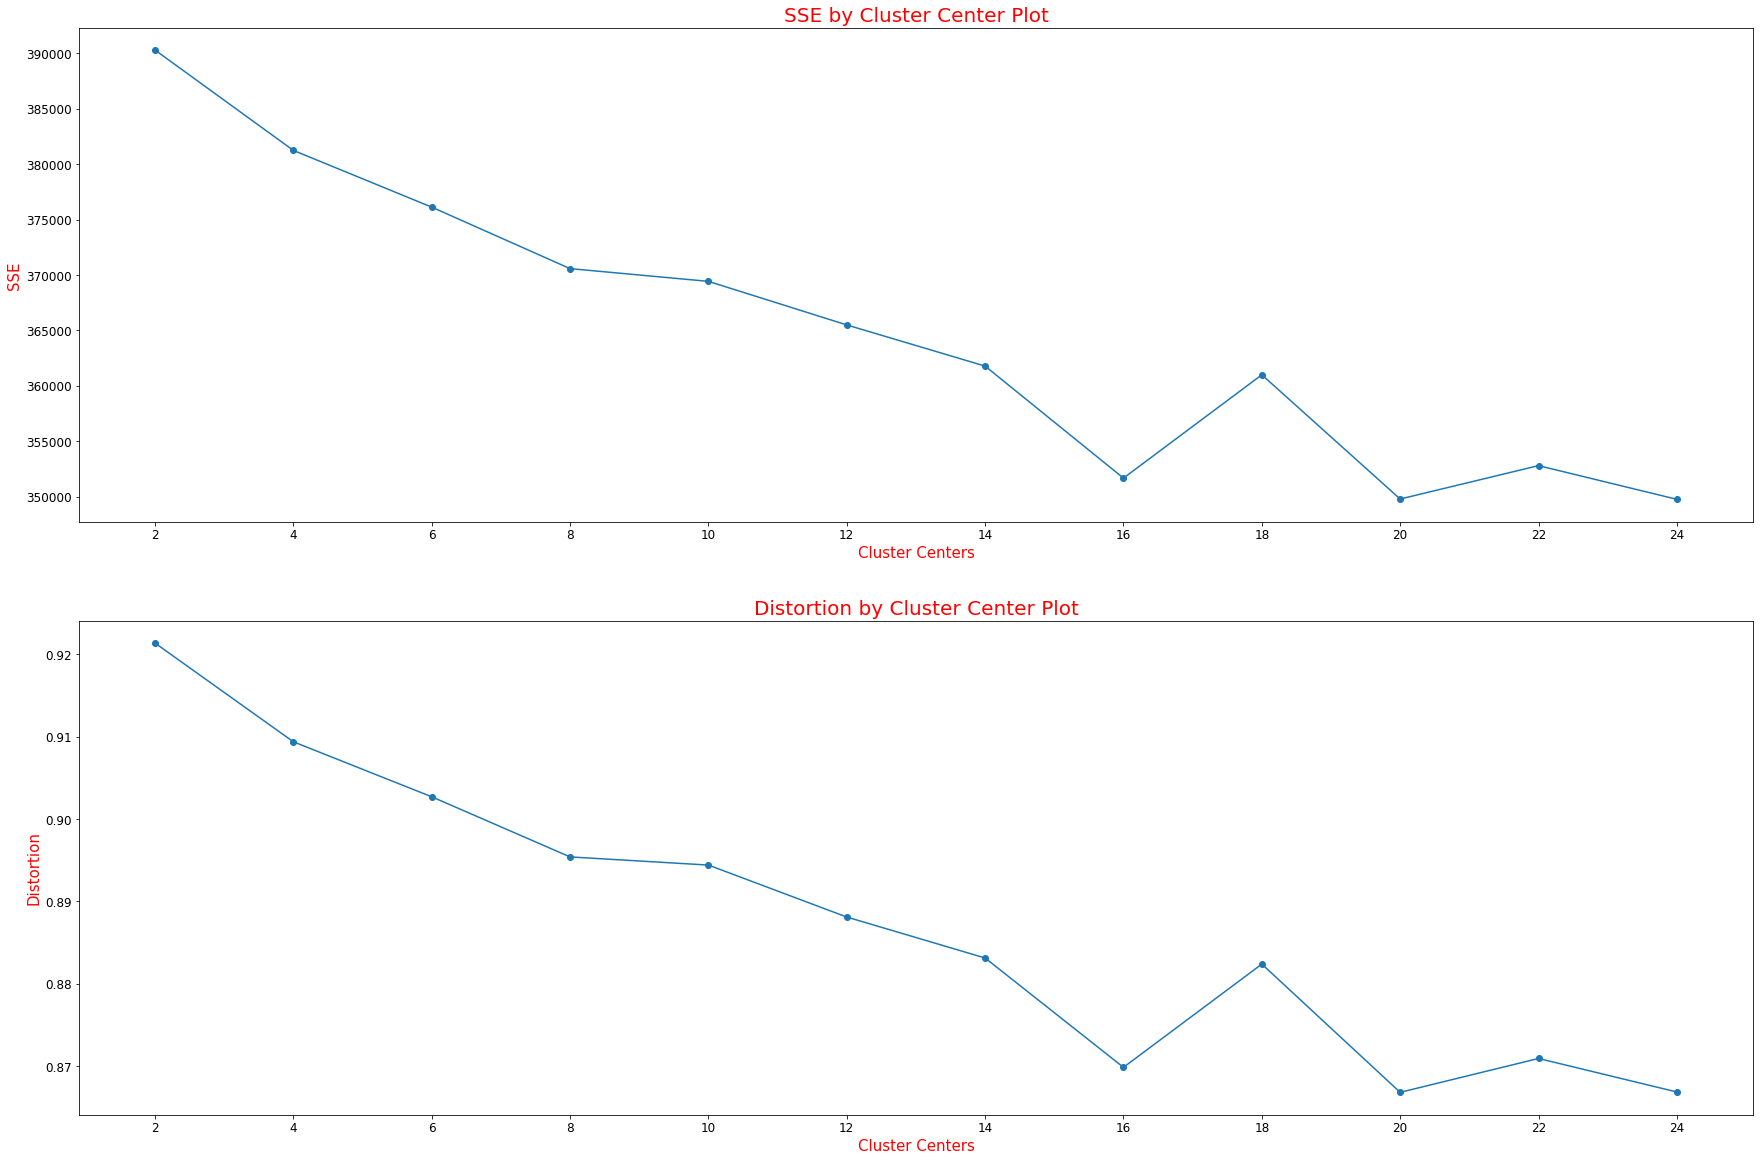 SSE by Cluster Center Plot
390000
385000
380000
375000
370000
365000
360000
355000
350000
SSE
2 4 6 8 10 12 14 16 18 20 22 24
Cluster Centers
Distortion by Cluster Center Plot
0.92
0.91
0.90
0.89
0.88
0.87
Distortion
2 4 6 8 10 12 14 16 18 20 22 24
Cluster Centers